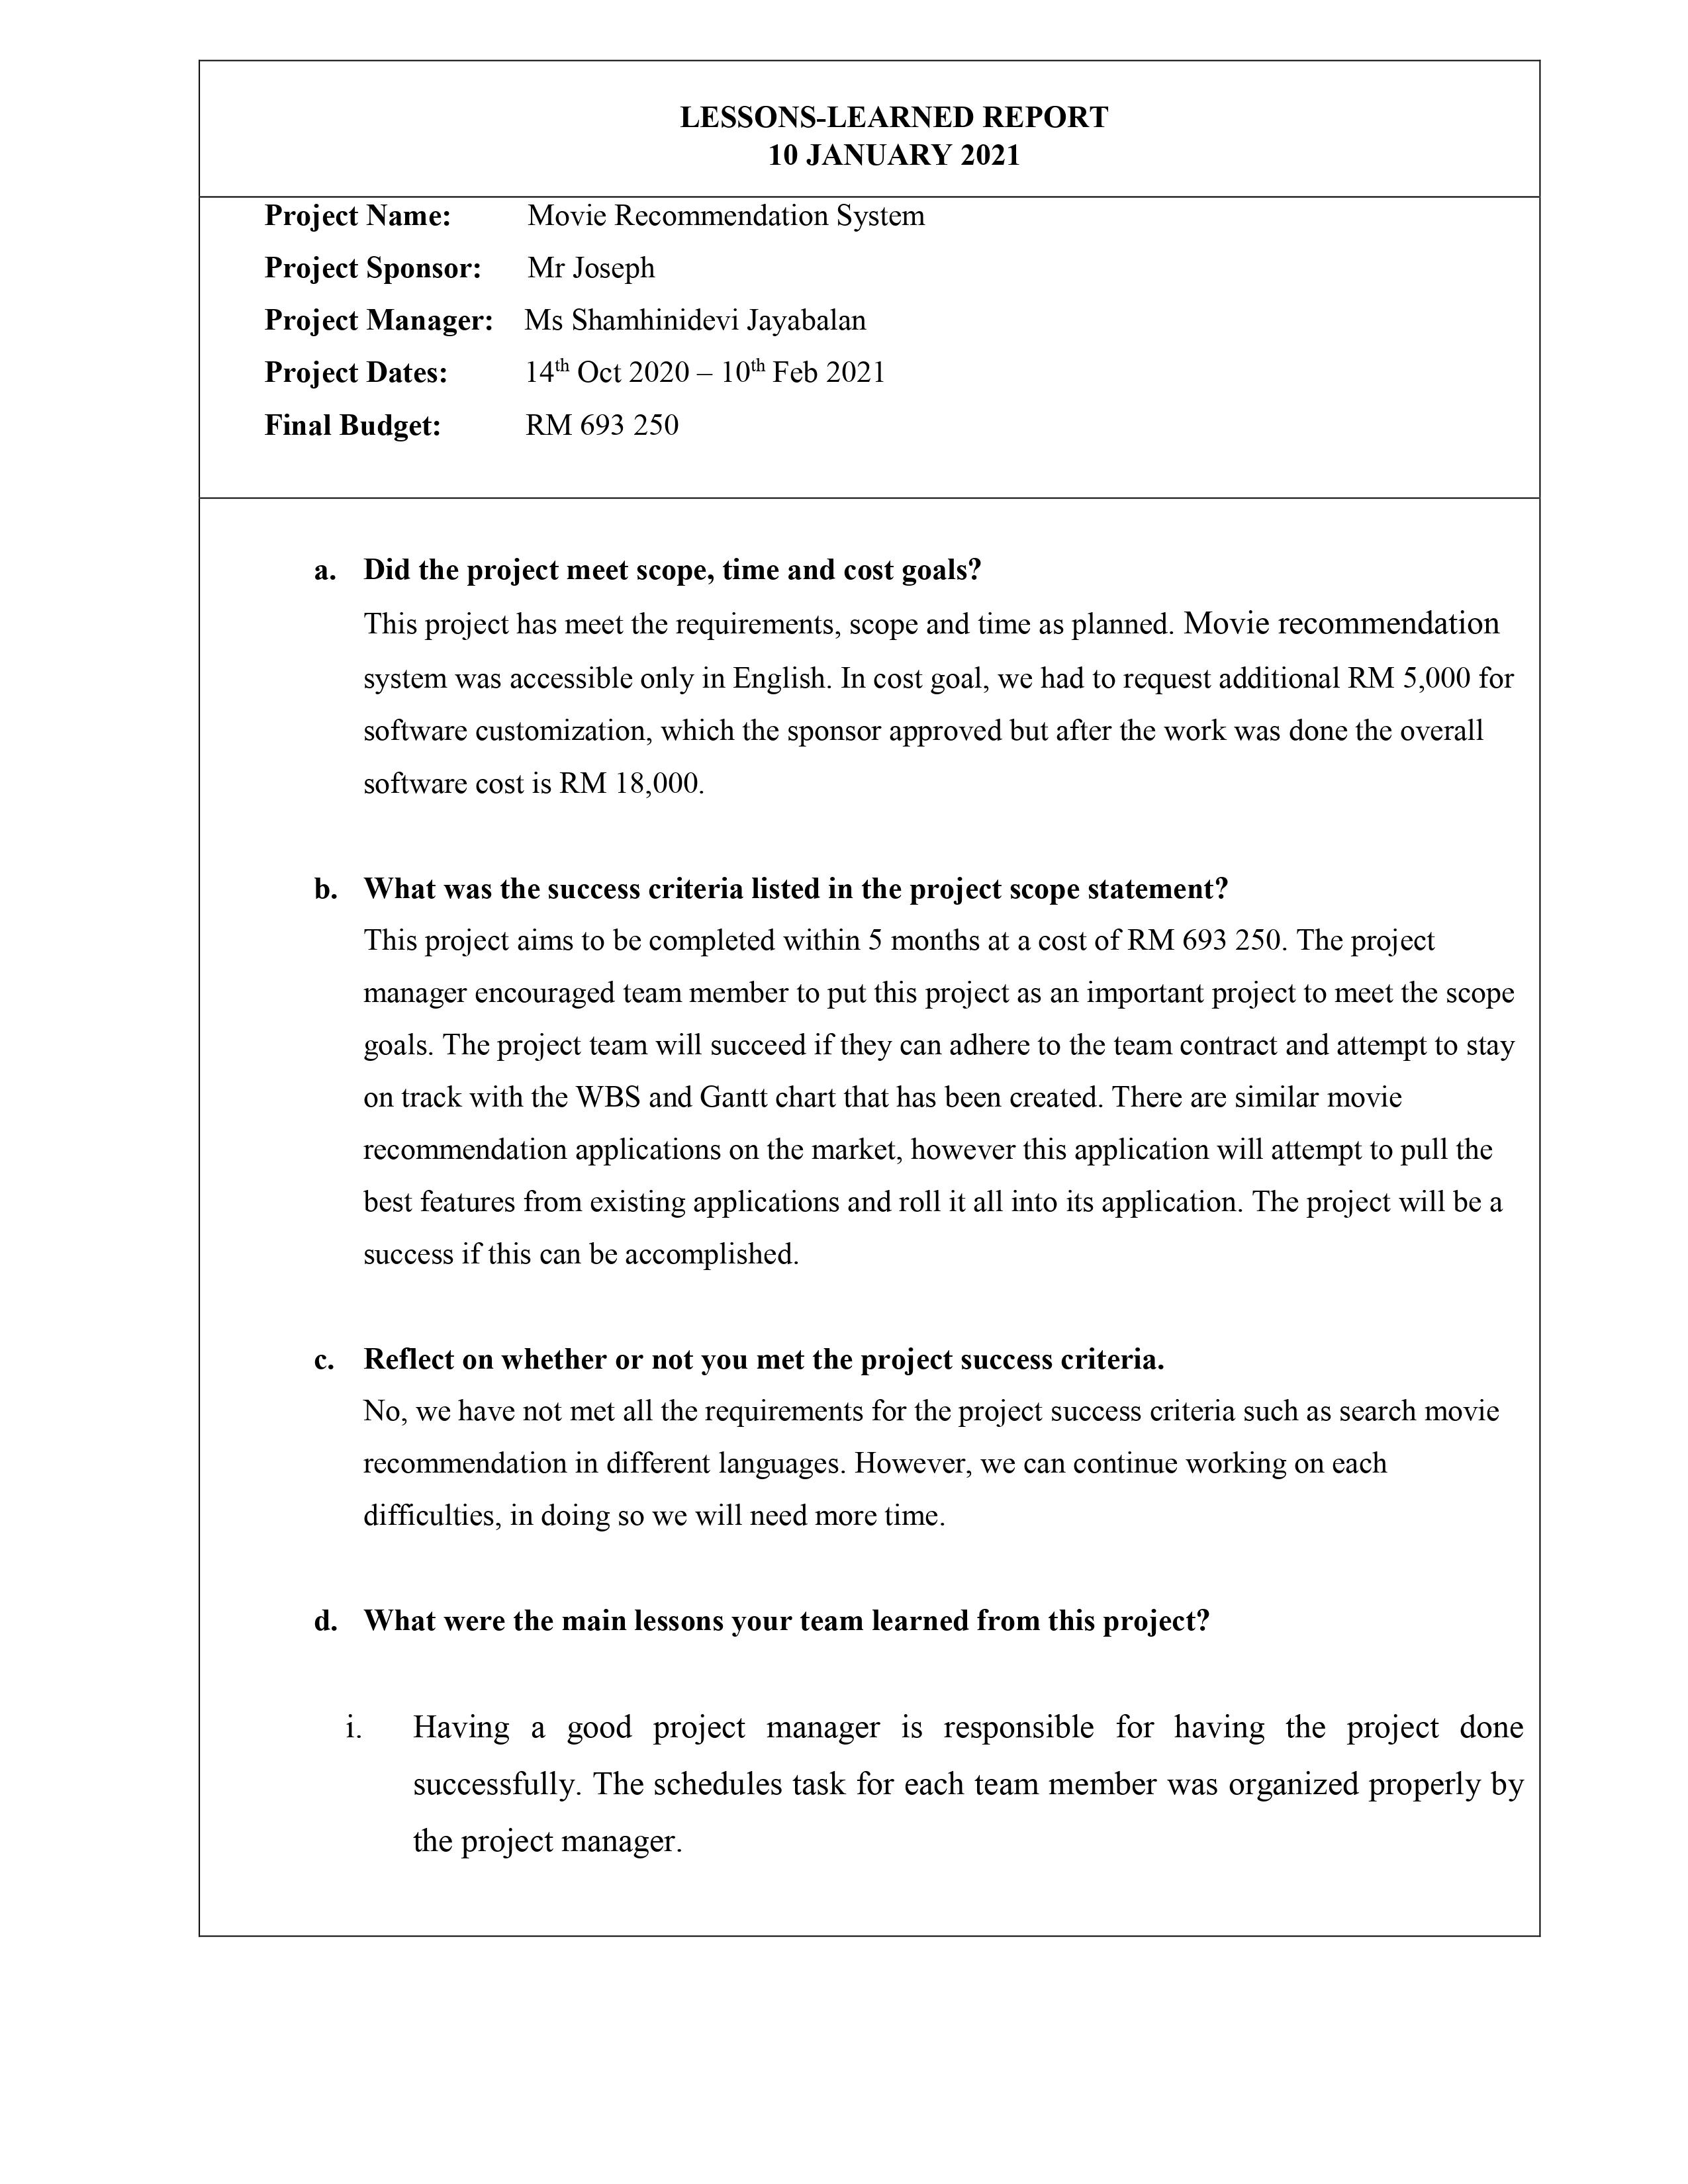 LESSONS-LEARNED REPORT
10 JANUARY 2021
Project Name: Movie Recommendation System
Project Sponsor: Mr Joseph
Project Manager: Ms Shamhinidevi Jayabalan
Project Dates: 14th Oct 2020 – 10th Feb 2021
Final Budget: RM 693 250
a. Did the project meet scope, time and cost goals?
This project has meet the requirements, scope and time as planned. Movie recommendation
system was accessible only in English. In cost goal, we had to request additional RM 5,000 for
software customization, which the sponsor approved but after the work was done the overall
software cost is RM 18,000.
b. What was the success criteria listed in the project scope statement?
This project aims to be completed within 5 months at a cost of RM 693 250. The project
manager encouraged team member to put this project as an important project to meet the scope
goals. The project team will succeed if they can adhere to the team contract and attempt to stay
on track with the WBS and Gantt chart that has been created. There are similar movie
recommendation applications on the market, however this application will attempt to pull the
best features from existing applications and roll it all into its application. The project will be a
success if this can be accomplished.
c. Reflect on whether or not you met the project success criteria.
No, we have not met all the requirements for the project success criteria such as search movie
recommendation in different languages. However, we can continue working on each
difficulties, in doing so we will need more time.
d. What were the main lessons your team learned from this project?
i. Having a good project manager is responsible for having the project done
successfully. The schedules task for each team member was organized properly by
the project manager.